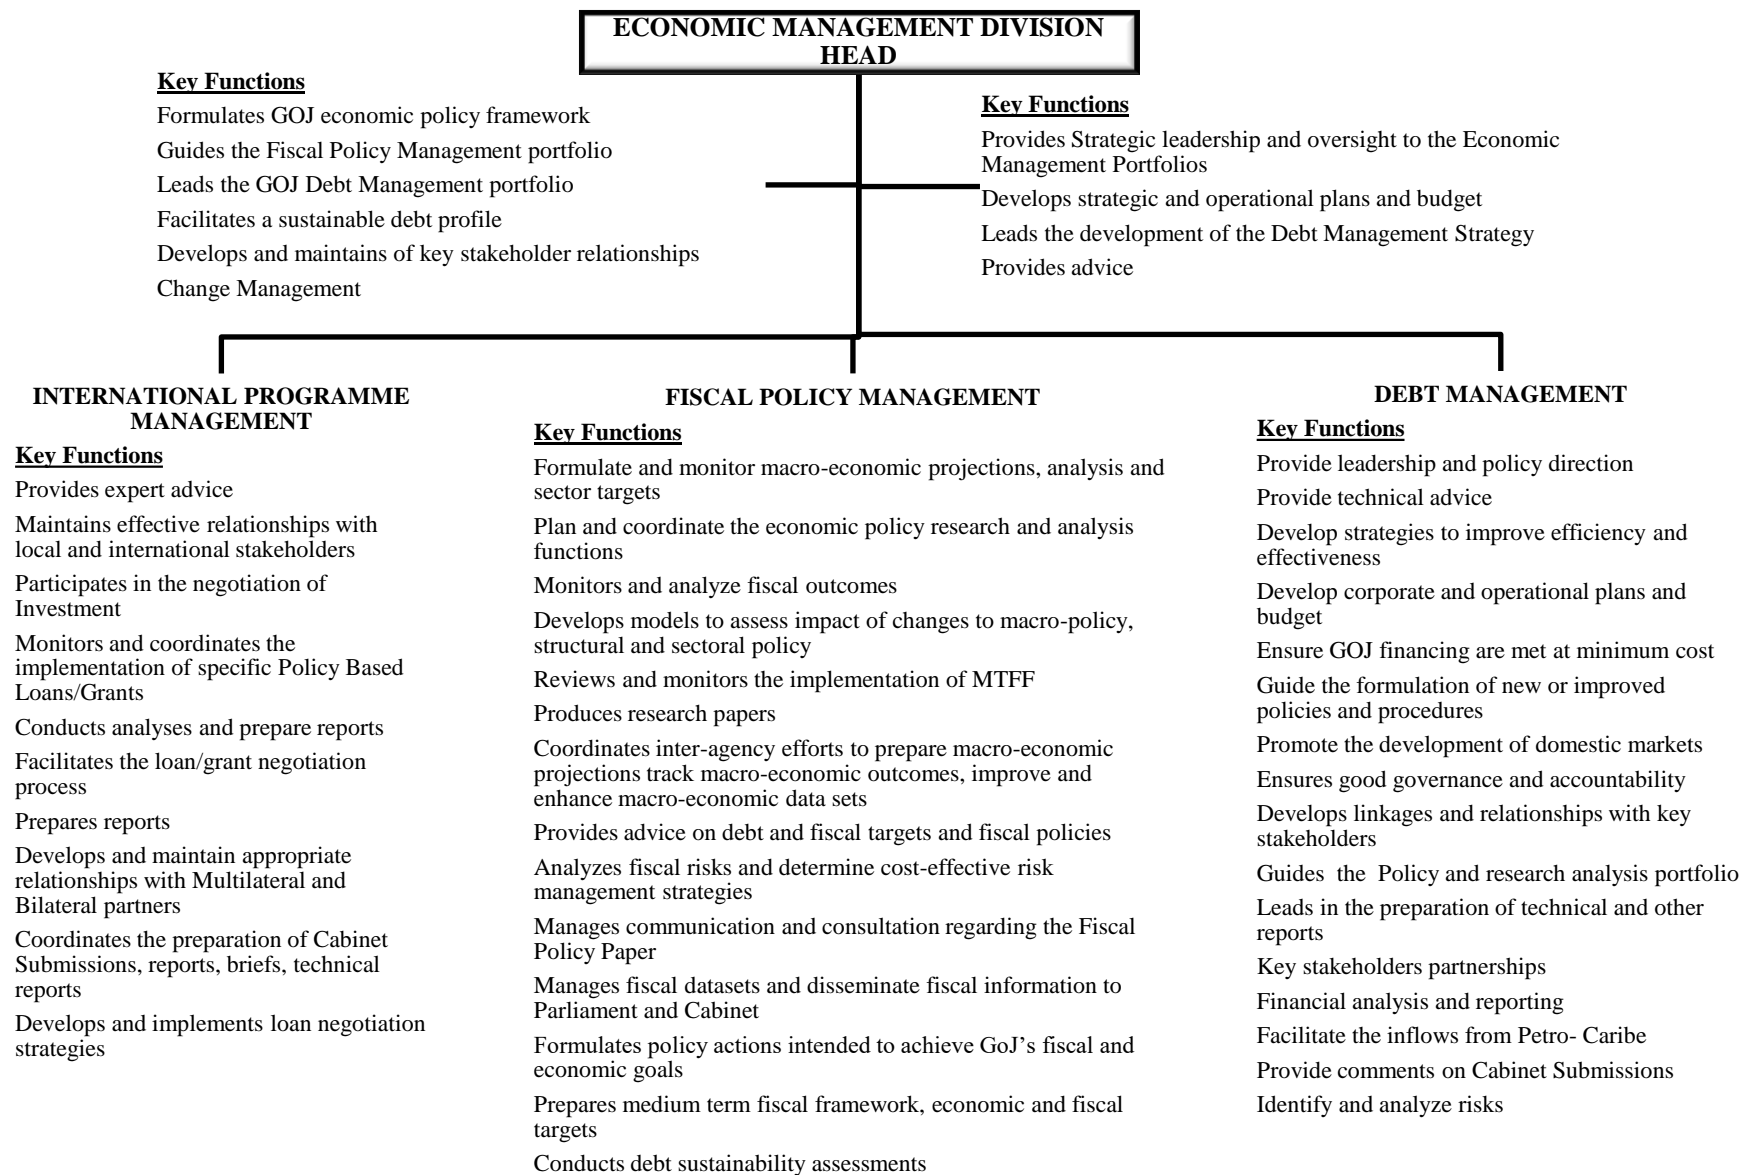 ECONOMIC MANAGEMENT DIVISION
HEAD
Key Functions
Formulates GOJ economic policy framework
Guides the Fiscal Policy Management portfolio
Leads the GOJ Debt Management portfolio
Facilitates a sustainable debt profile
Develops and maintains of key stakeholder relationships
Change Management
Key Functions
Provides Strategic leadership and oversight to the Economic
Management Portfolios
Develops strategic and operational plans and budget
Leads the development of the Debt Management Strategy
Provides advice
INTERNATIONAL PROGRAMME
MANAGEMENT
Key Functions
Provides expert advice
Maintains effective relationships with
local and international stakeholders
Participates in the negotiation of
Investment
Monitors and coordinates the
implementation of specific Policy Based
Loans/Grants
Conducts analyses and prepare reports
Facilitates the loan/grant negotiation
process
Prepares reports
Develops and maintain appropriate
relationships with Multilateral and
Bilateral partners
Coordinates the preparation of Cabinet
Submissions, reports, briefs, technical
reports
Develops and implements loan negotiation
strategies
FISCAL POLICY MANAGEMENT
Key Functions
Formulate and monitor macro-economic projections, analysis and
sector targets
Plan and coordinate the economic policy research and analysis
functions
Monitors and analyze fiscal outcomes
Develops models to assess impact of changes to macro-policy,
structural and sectoral policy
Reviews and monitors the implementation of MTFF
Produces research papers
Coordinates inter-agency efforts to prepare macro-economic
projections track macro-economic outcomes, improve and
enhance macro-economic data sets
Provides advice on debt and fiscal targets and fiscal policies
Analyzes fiscal risks and determine cost-effective risk
management strategies
Manages communication and consultation regarding the Fiscal
Policy Paper
Manages fiscal datasets and disseminate fiscal information to
Parliament and Cabinet
Formulates policy actions intended to achieve GoJ's fiscal and
economic goals
Prepares medium term fiscal framework, economic and fiscal
targets
Conducts debt sustainability assessments
DEBT MANAGEMENT
Key Functions
Provide leadership and policy direction
Provide technical advice
Develop strategies to improve efficiency and
effectiveness
Develop corporate and operational plans and
budget
Ensure GOJ financing are met at minimum cost
Guide the formulation of new or improved
policies and procedures
Promote the development of domestic markets
Ensures good governance and accountability
Develops linkages and relationships with key
stakeholders
Guides the Policy and research analysis portfolio
Leads in the preparation of technical and other
reports
Key stakeholders partnerships
Financial analysis and reporting
Facilitate the inflows from Petro- Caribe
Provide comments on Cabinet Submissions
Identify and analyze risks